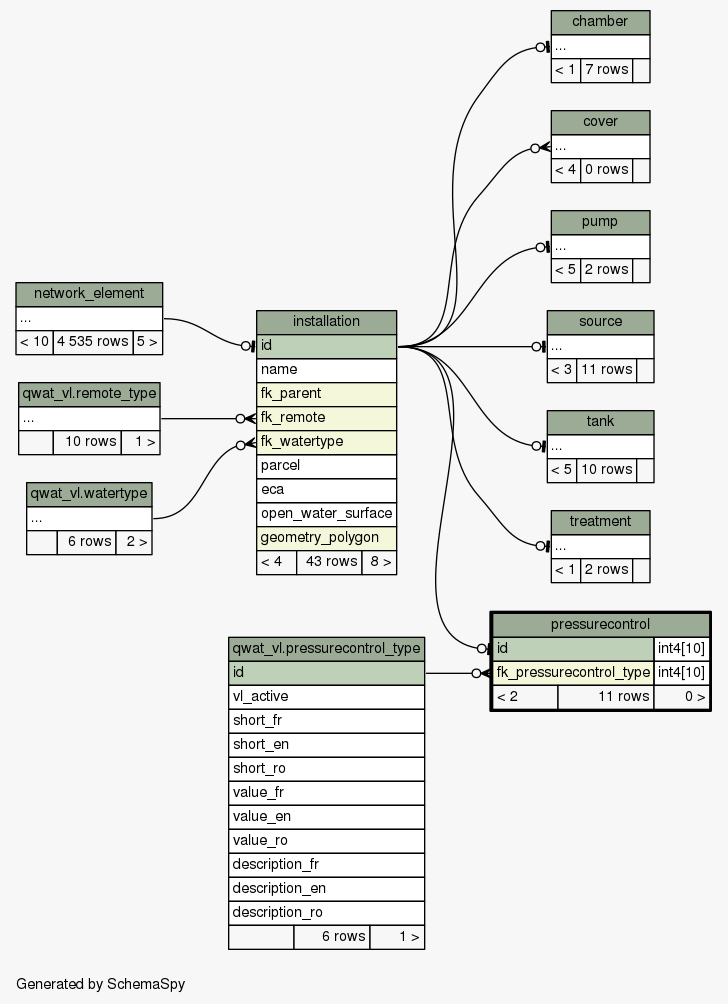 chamber
...
< 1 7 rows
cover
...
< 4 0 rows
pump
...
< 5 2 rows
network_element
...
< 10 4 535 rows 5 >
installation
id
name
fk_parent
fk_remote
fk_watertype
parcel
eca
open_water_surface
geometry_polygon
< 4 43 rows 8 >
source
...
< 3 11 rows
qwat_vl.remote_type
...
10 rows 1 >
tank
...
< 5 10 rows
qwat_vl.watertype
...
6 rows 2 >
treatment
...
< 1 2 rows
pressurecontrol
id int4[10]
fk_pressurecontrol_type int4[10]
< 2 11 rows 0 >
qwat_vl.pressurecontrol_type
id
vl_active
short_fr
short_en
short_ro
value_fr
value_en
value_ro
description_fr
description_en
description_ro
6 rows 1 >
Generated by SchemaSpy